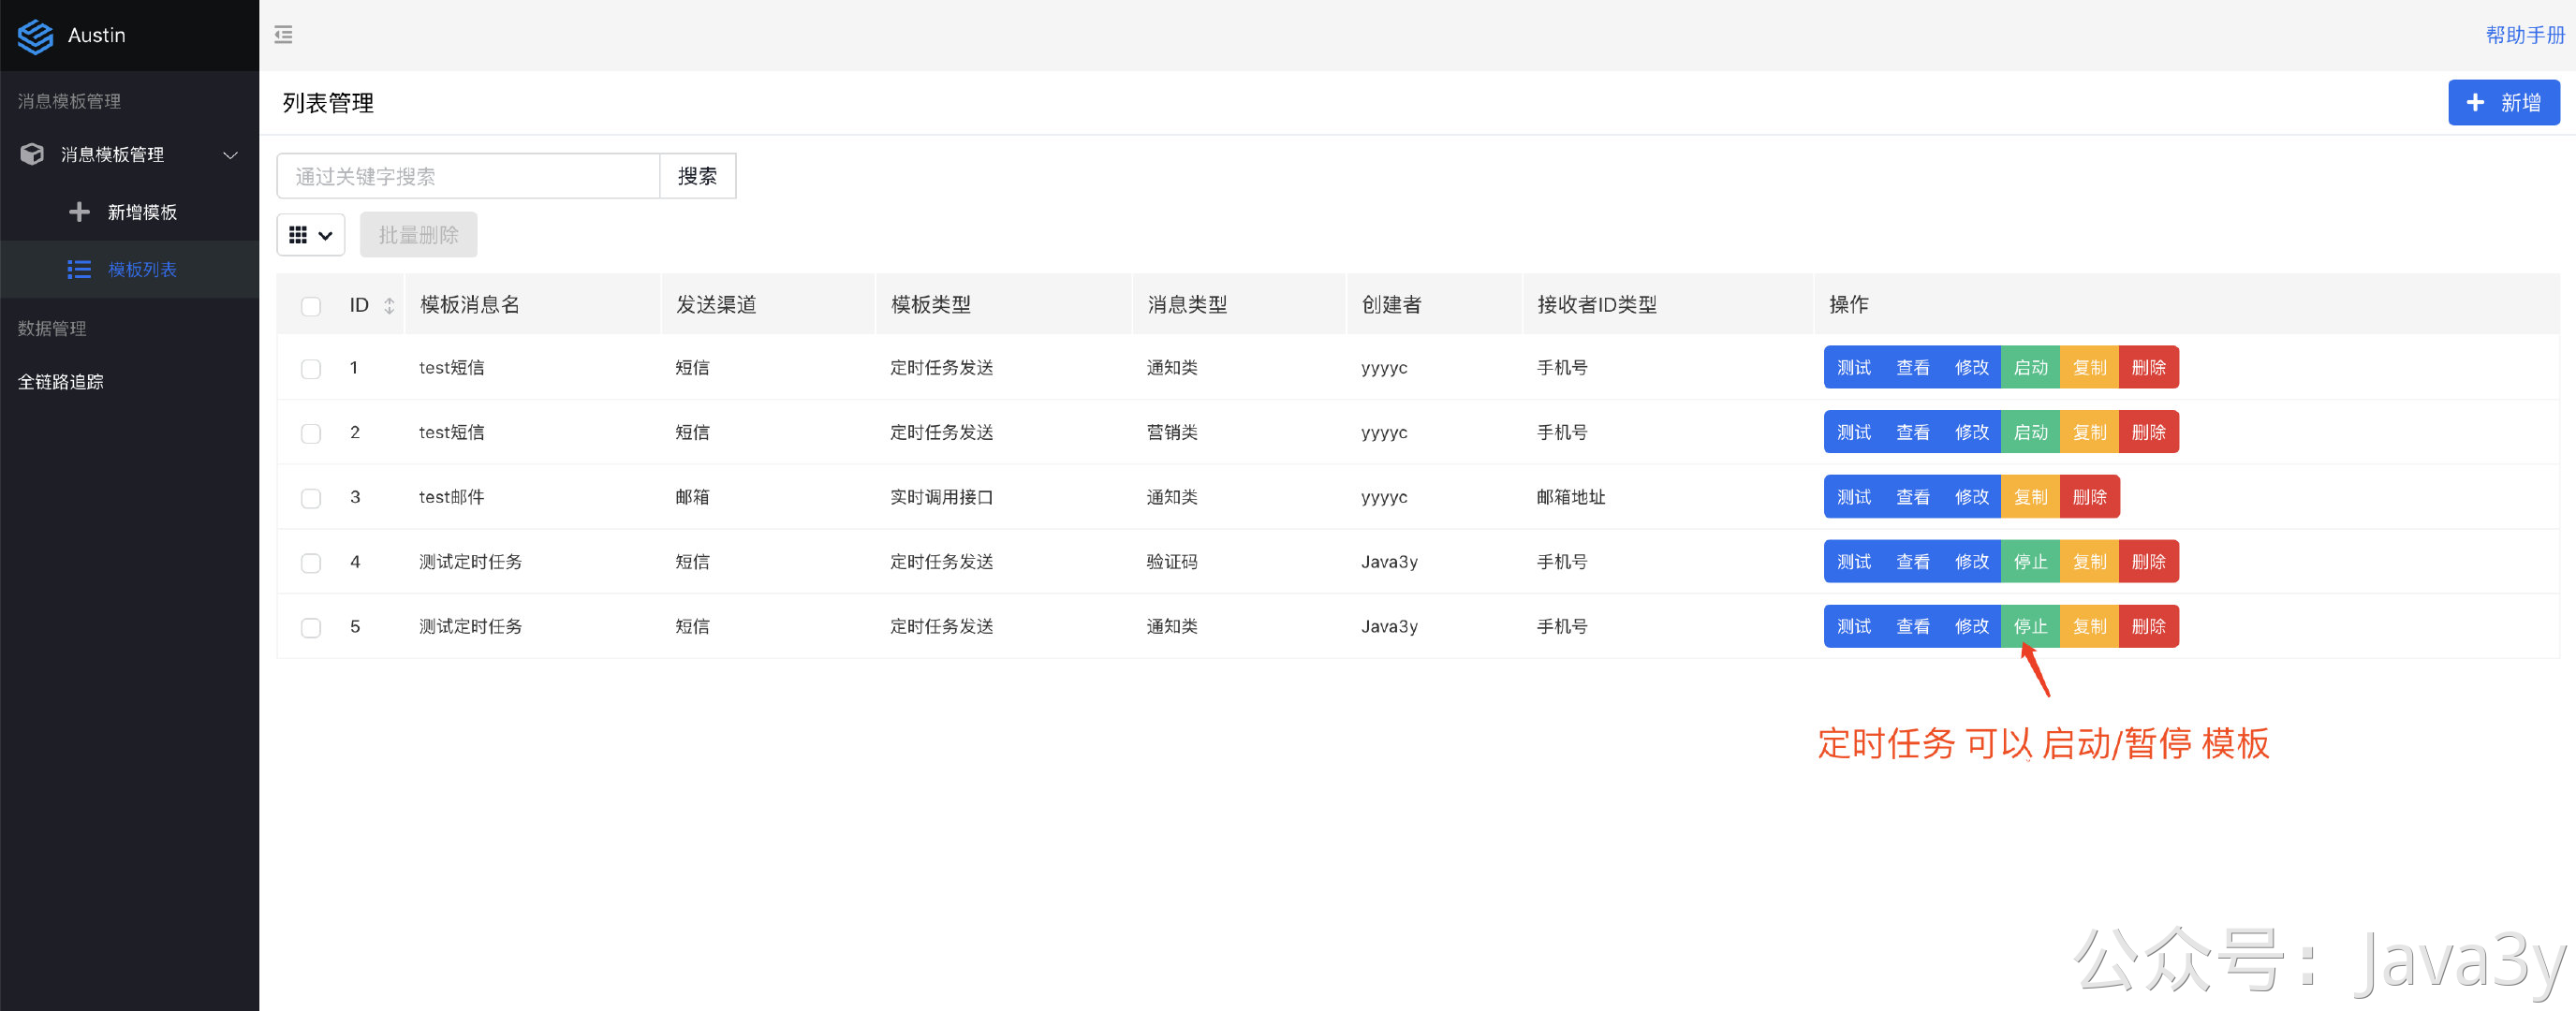 Austin
帮助手册
消息模板管理
列表管理
新增
消息模板管理
通过关键字搜索 搜索
新增模板
批量删除
模板列表
ID 模板消息名 发送渠道 模板类型 消息类型 创建者 接收者ID类型 操作
数据管理
1 test短信 短信 定时任务发送 通知类 yyyyc 手机号 测试 查看 修改 启动 复制 删除
全链路追踪
2 test短信 短信 定时任务发送 营销类 yyyyc 手机号 测试 查看 修改 启动 复制 删除
3 test邮件 邮箱 实时调用接口 通知类 yyyyc 邮箱地址 测试 查看 修改 复制 删除
4 测试定时任务 短信 定时任务发送 验证码 Java3y 手机号 测试 查看 修改 停止 复制 删除
5 测试定时任务 短信 定时任务发送 通知类 Java3y 手机号 测试 查看 修改 停止 复制 删除
定时任务 可以 启动/暂停 模板
公众号：Java3y